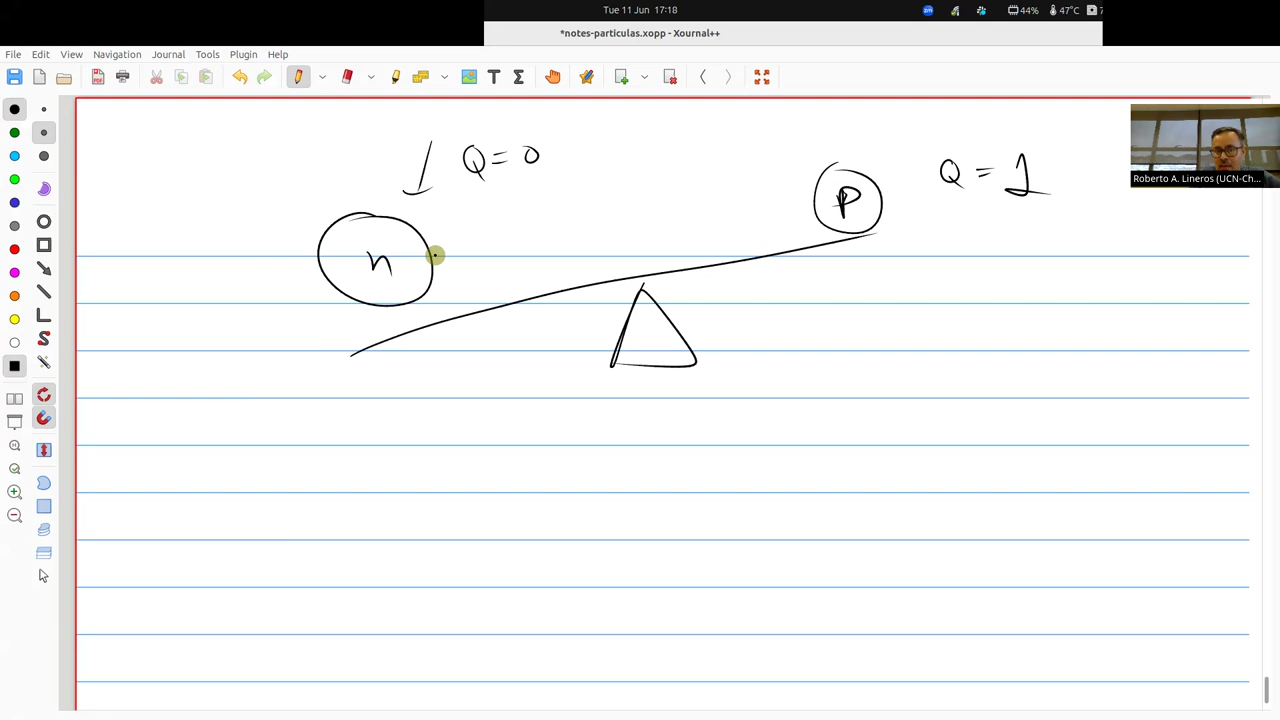 Tue 11 Jun 17:18
44%
47°C
*notes-particulas.xopp - Xournal++
File Edit View Navigation Journal Tools Plugin Help
Q = 0
Q = 1
P
n
Roberto A. Lineros (UCN-Ch...